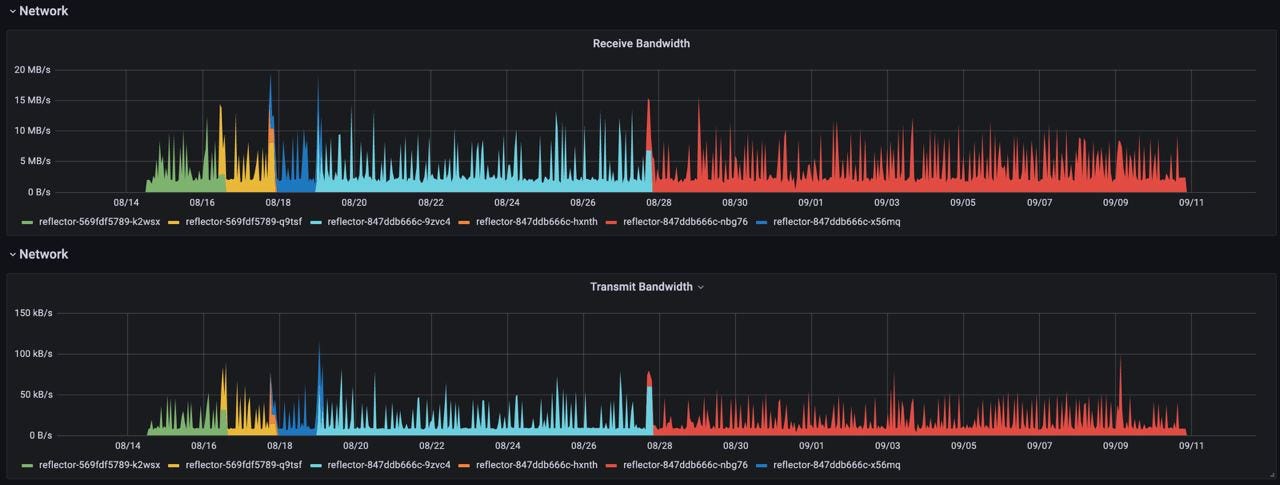 Network
Receive Bandwidth
20 MB/s
15 MB/s
10 MB/s
5 MB/s
0 B/s
08/14 08/16 08/18 08/20 08/22 08/24 08/26 08/28 08/30 09/01 09/03 09/05 09/07 09/09 09/11
reflector-569fdf5789-k2wsx reflector-569fdf5789-q9tsf reflector-847ddb666c-9zvc4 reflector-847ddb666c-hxnth reflector-847ddb666c-nbg76 reflector-847ddb666c-x56mq
Network
Transmit Bandwidth
150 kB/s
100 kB/s
50 kB/s
0 B/s
08/14 08/16 08/18 08/20 08/22 08/24 08/26 08/28 08/30 09/01 09/03 09/05 09/07 09/09 09/11
reflector-569fdf5789-k2wsx reflector-569fdf5789-q9tsf reflector-847ddb666c-9zvc4 reflector-847ddb666c-hxnth reflector-847ddb666c-nbg76 reflector-847ddb666c-x56mq